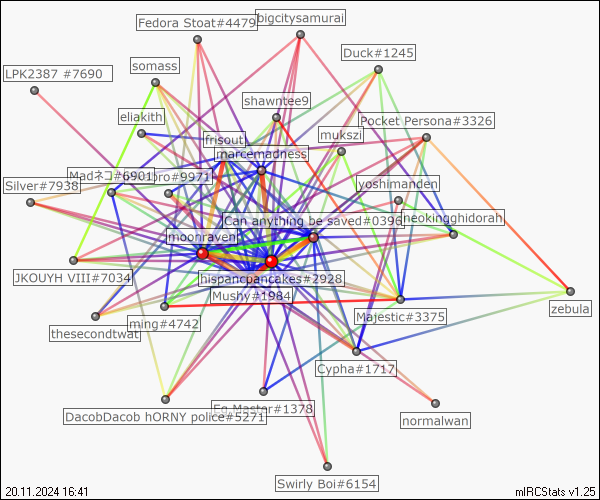 Fedora Stoat#4479
bigcitysamurai
Duck#1245
somass
LPK2387 #7690
shawntee9
eliakith
Pocket Persona#3326
mukszi
frisout
marcemadness
Madネコ#6901
bro#9971
yoshimanden
Silver#7938
Can anything be saved#0396
neokingghidorah
moonraveni
JKOUYH VIII#7034
hispancpancakes#2928
Mushy#1984
zebula
Majestic#3375
ming#4742
thesecondtwat
Cypha#1717
Eg Master#1378
DacobDacob hORNY police#5271
normalwan
Swirly Boi#6154
20.11.2024 16:41
mIRCStats v1.25